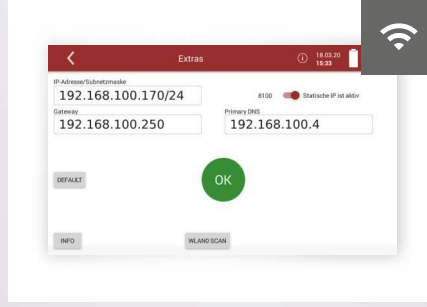 Extras
18.03.20
15:33
IP-Adresse/Subnetzmaske
192.168.100.170/24
8100 Statische IP ist aktiv
Gateway
192.168.100.250
Primary DNS
192.168.100.4
DEFAULT
OK
INFO
WLAN0 SCAN